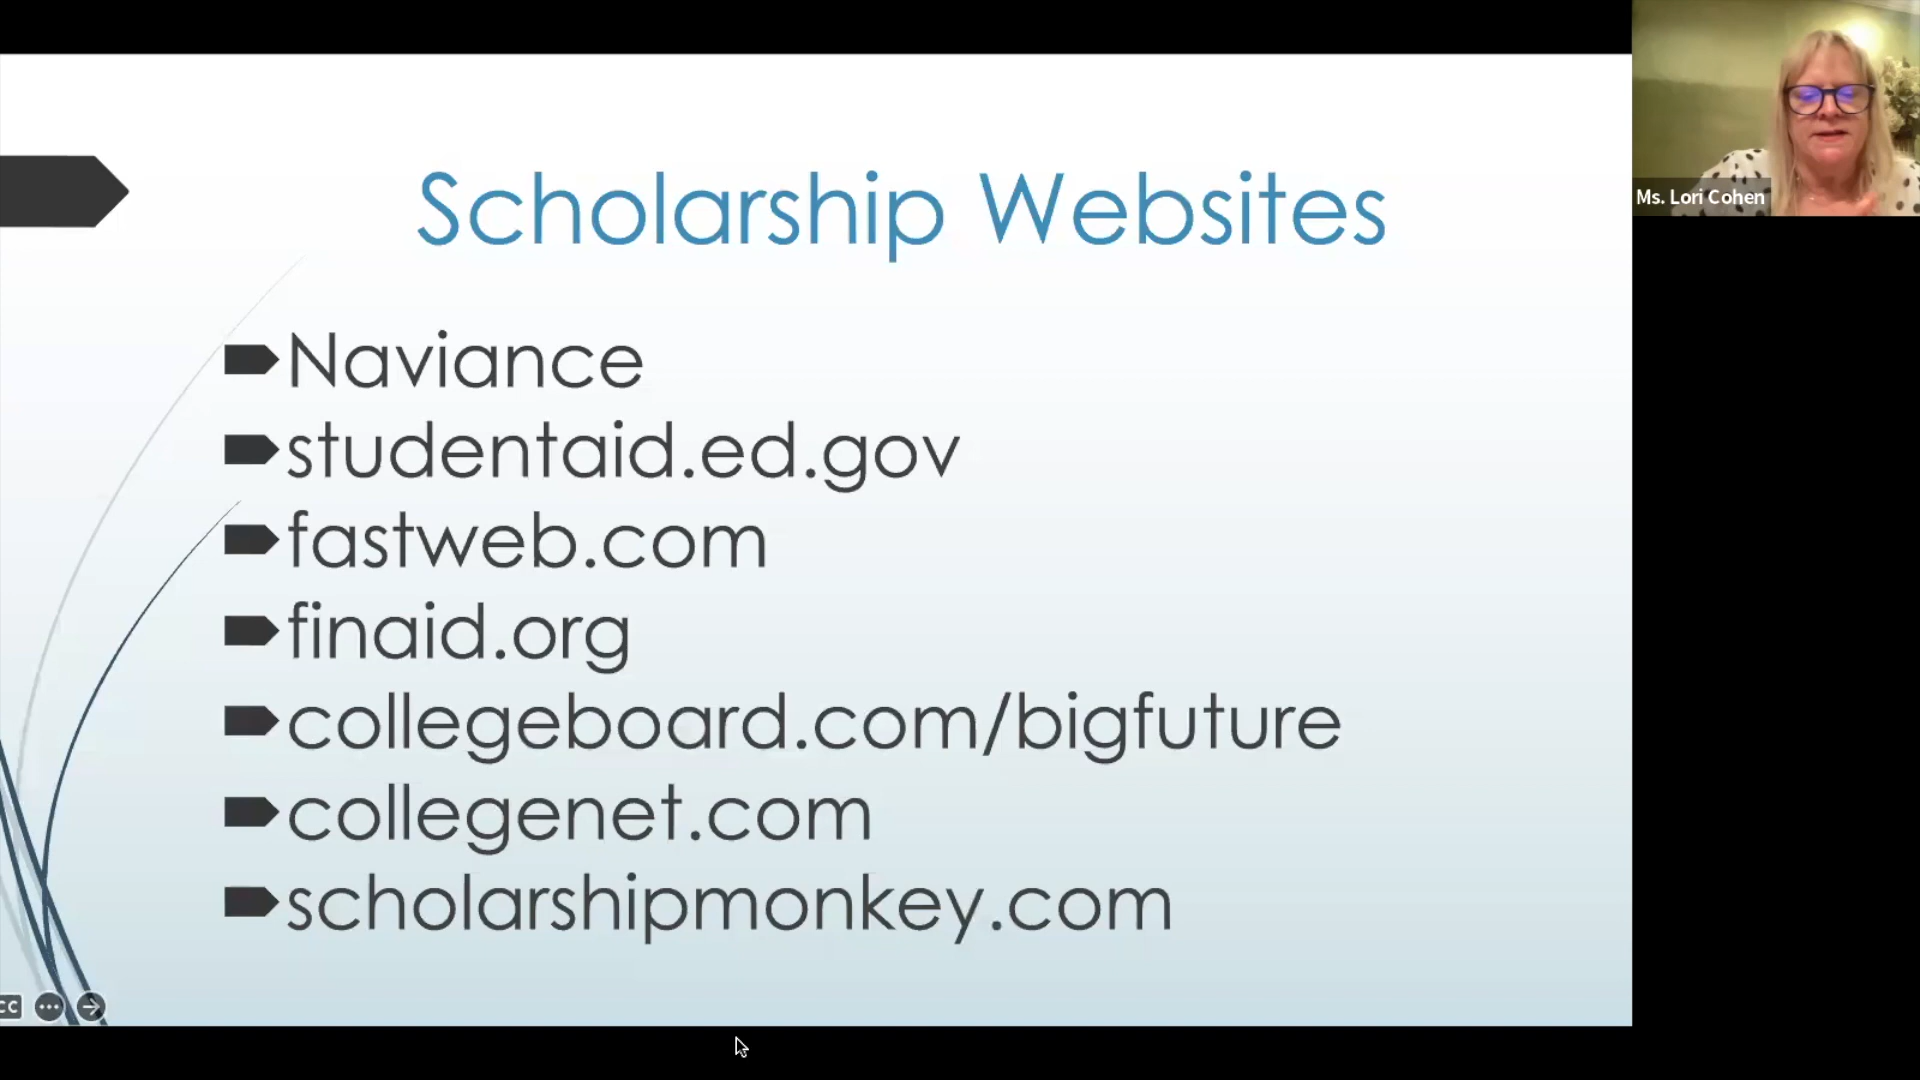 Scholarship Websites
Naviance
studentaid.ed.gov
fastweb.com
finaid.org
collegeboard.com/bigfuture
collegenet.com
scholarshipmonkey.com
Ms. Lori Cohen
CC